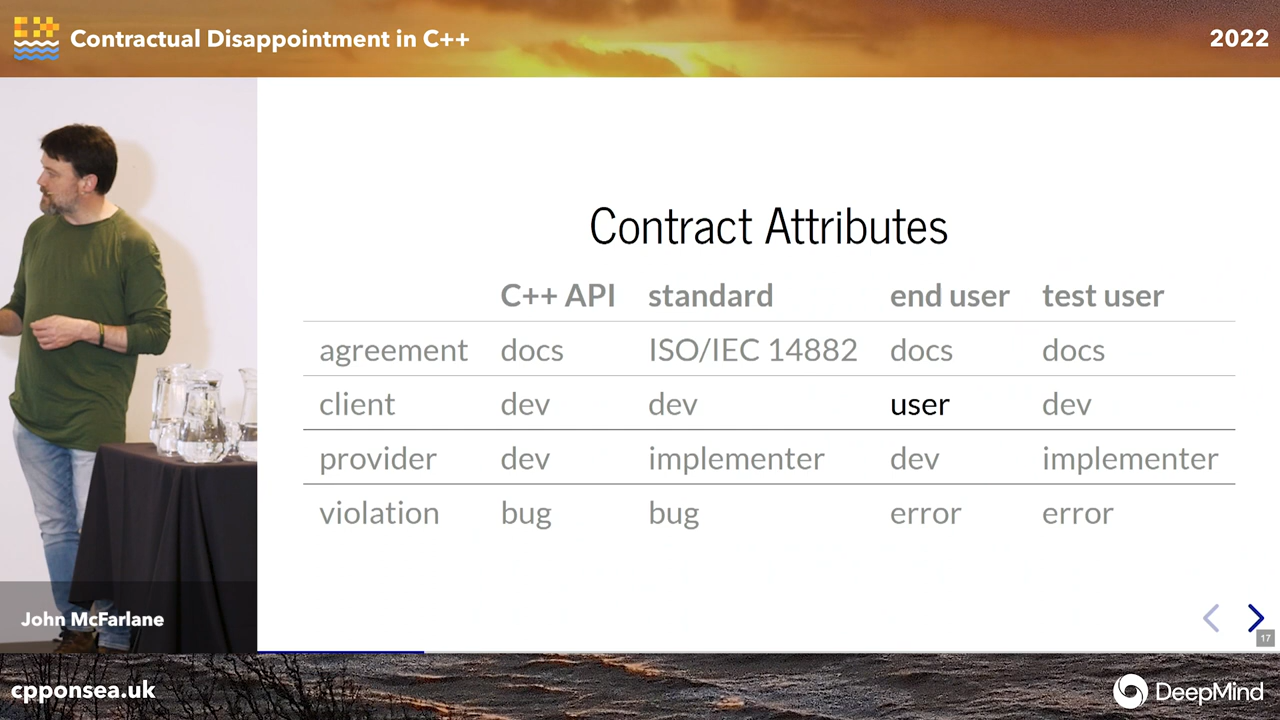 Contractual Disappointment in C++
2022
Contract Attributes
C++ API standard end user test user
agreement docs ISO/IEC 14882 docs docs
client dev dev user dev
provider dev implementer dev implementer
violation bug bug error error
John McFarlane
17
cpponsea.uk
DeepMind